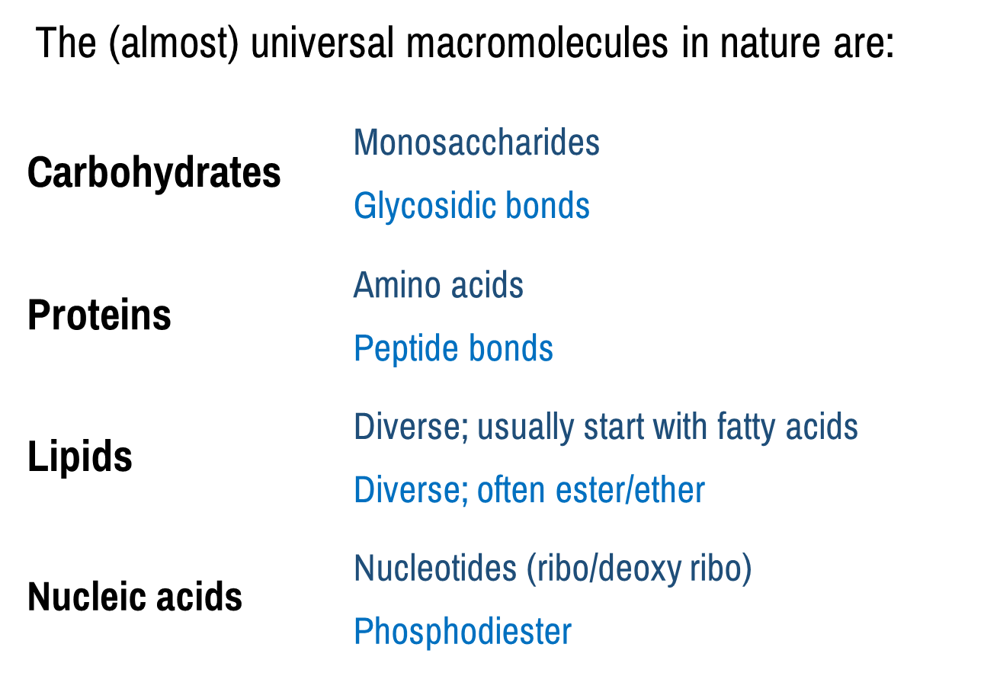 The (almost) universal macromolecules in nature are:
Carbohydrates
Monosaccharides
Glycosidic bonds
Proteins
Amino acids
Peptide bonds
Lipids
Diverse; usually start with fatty acids
Diverse; often ester/ether
Nucleic acids
Nucleotides (ribo/deoxy ribo)
Phosphodiester